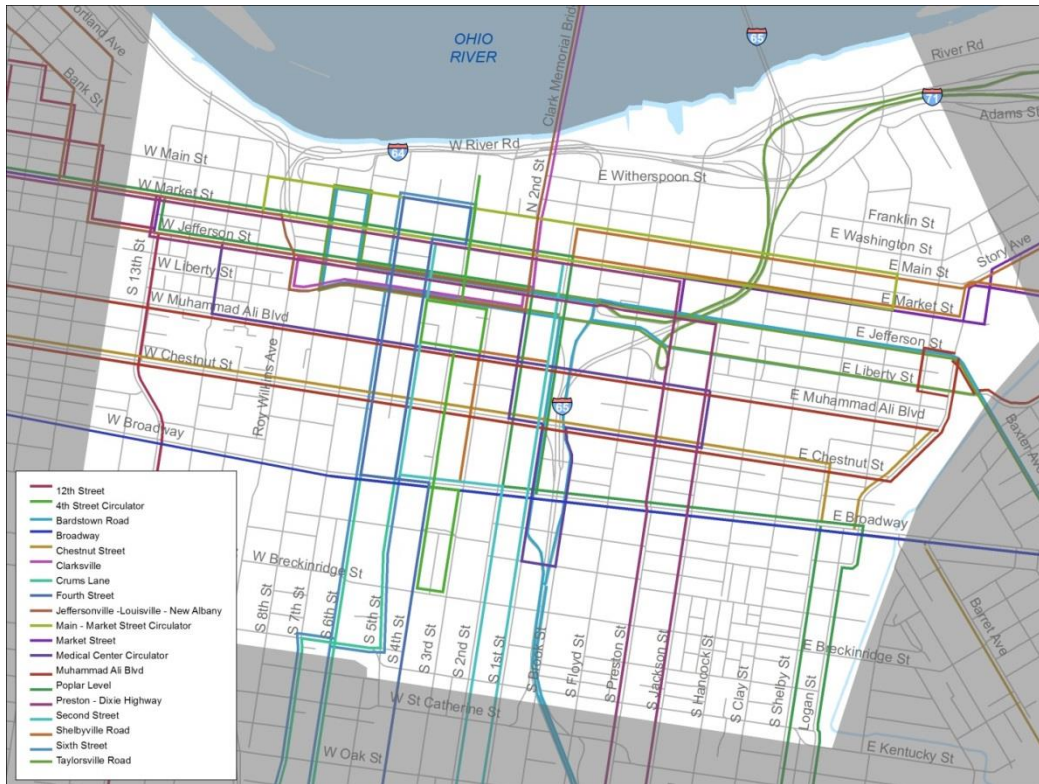 Portland Ave
Bank St
OHIO
RIVER
Clark Memorial Brid
65
River Rd
71
Adams St
64
W River Rd
W Main St
W Market St
N 2nd St
E Witherspoon St
Franklin St
E Washington St
Story Ave
E Main St
E Market St
W Jefferson St
S 13th St
W Liberty St
W Muhammad Ali Blvd
E Jefferson St
E Liberty St
W Chestnut St
Roy Wilkins Ave
65
E Muhammad Ali Blvd
Baxter Ave
W Broadway
E Chestnut St
E Broadway
W Breckinridge St
S 8th St
S 7th St
S 6th St
S 5th St
S 4th St
S 3rd St
S 2nd St
S 1st St
S Brook St
S Floyd St
S Preston St
S Jackson St
S Hancock St
S Clay St
S Shelby St
Logan St
E Breckinridge St
Barret Ave
W St Catherine St
W Oak St
E Kentucky St
12th Street
4th Street Circulator
Bardstown Road
Broadway
Chestnut Street
Clarksville
Crums Lane
Fourth Street
Jeffersonville -Louisville - New Albany
Main - Market Street Circulator
Market Street
Medical Center Circulator
Muhammad Ali Blvd
Poplar Level
Preston - Dixie Highway
Second Street
Shelbyville Road
Sixth Street
Taylorsville Road